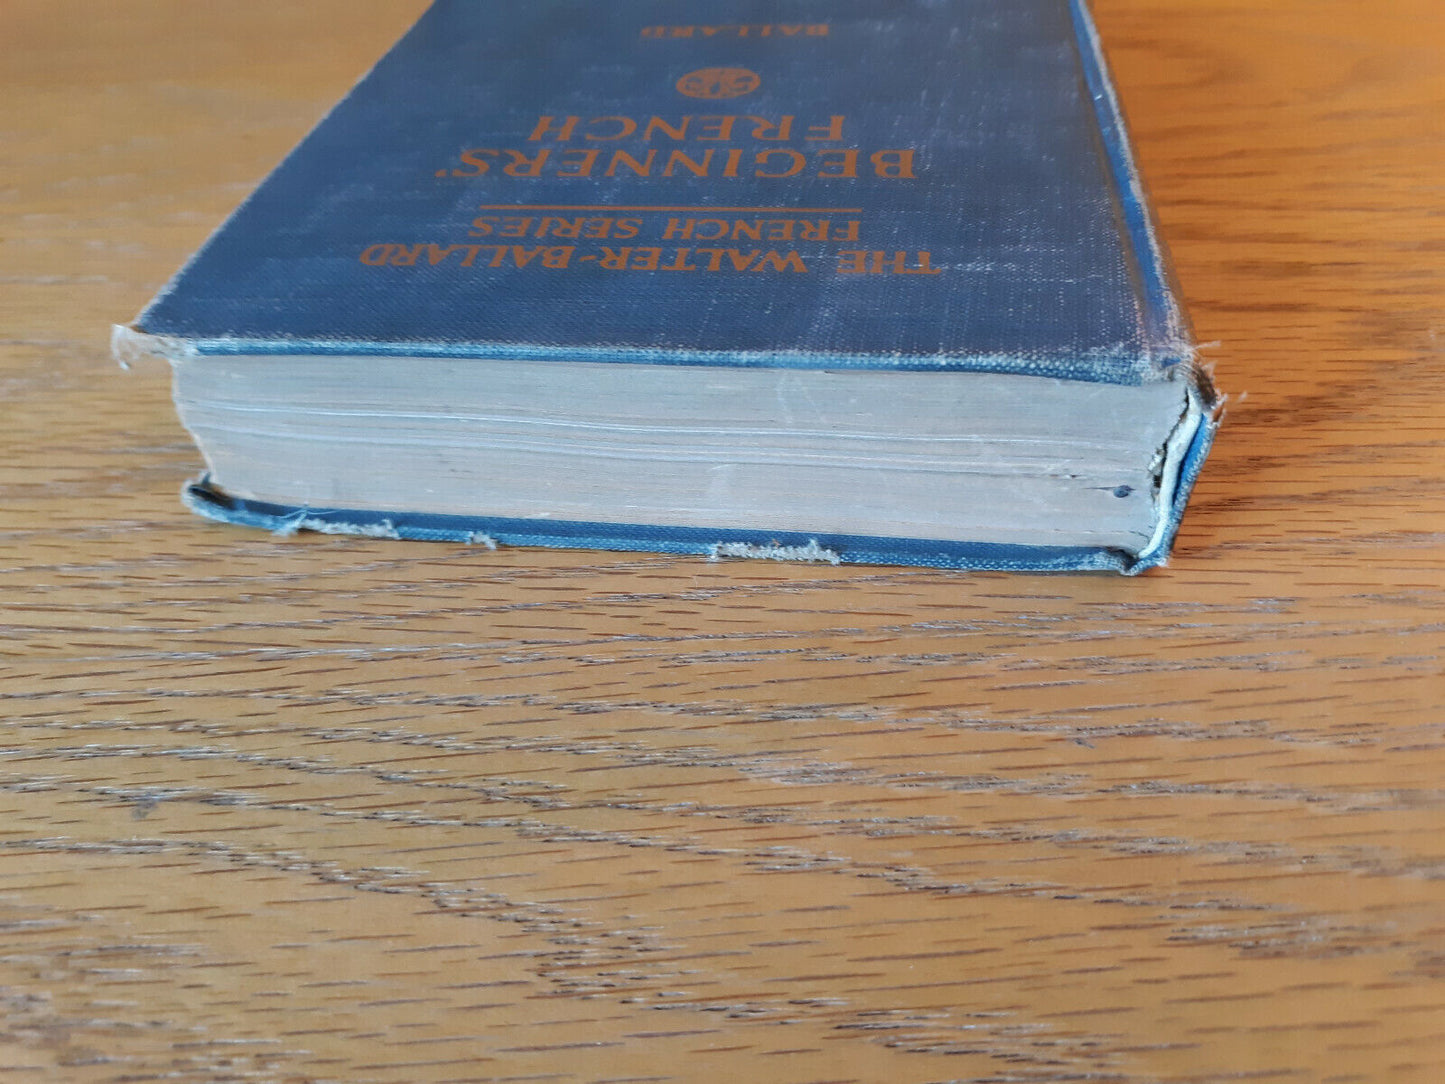 THE WALTER-BALLARD
FRENCH SERIES
BEGINNERS'
FRENCH
BALLARD